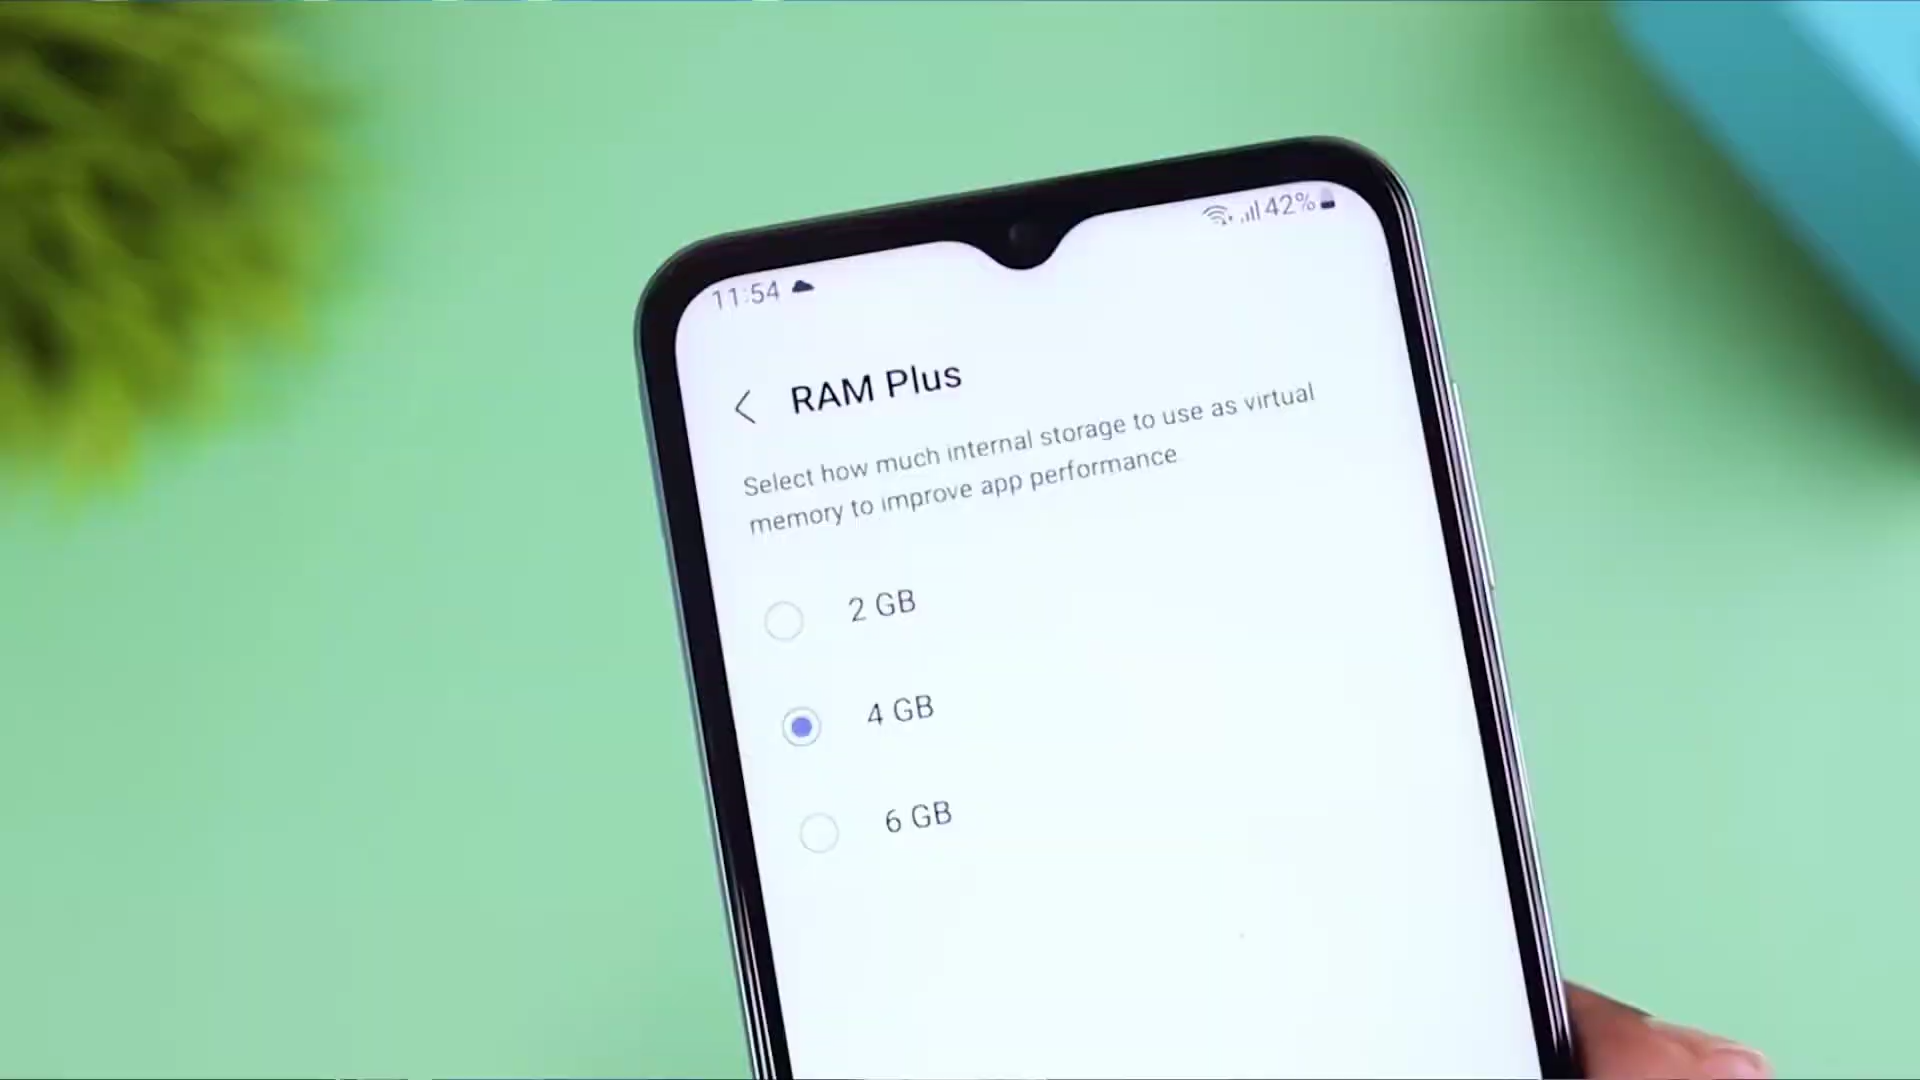 11:54
42%
RAM Plus
Select how much internal storage to use as virtual
memory to improve app performance.
2 GB
4 GB
6 GB